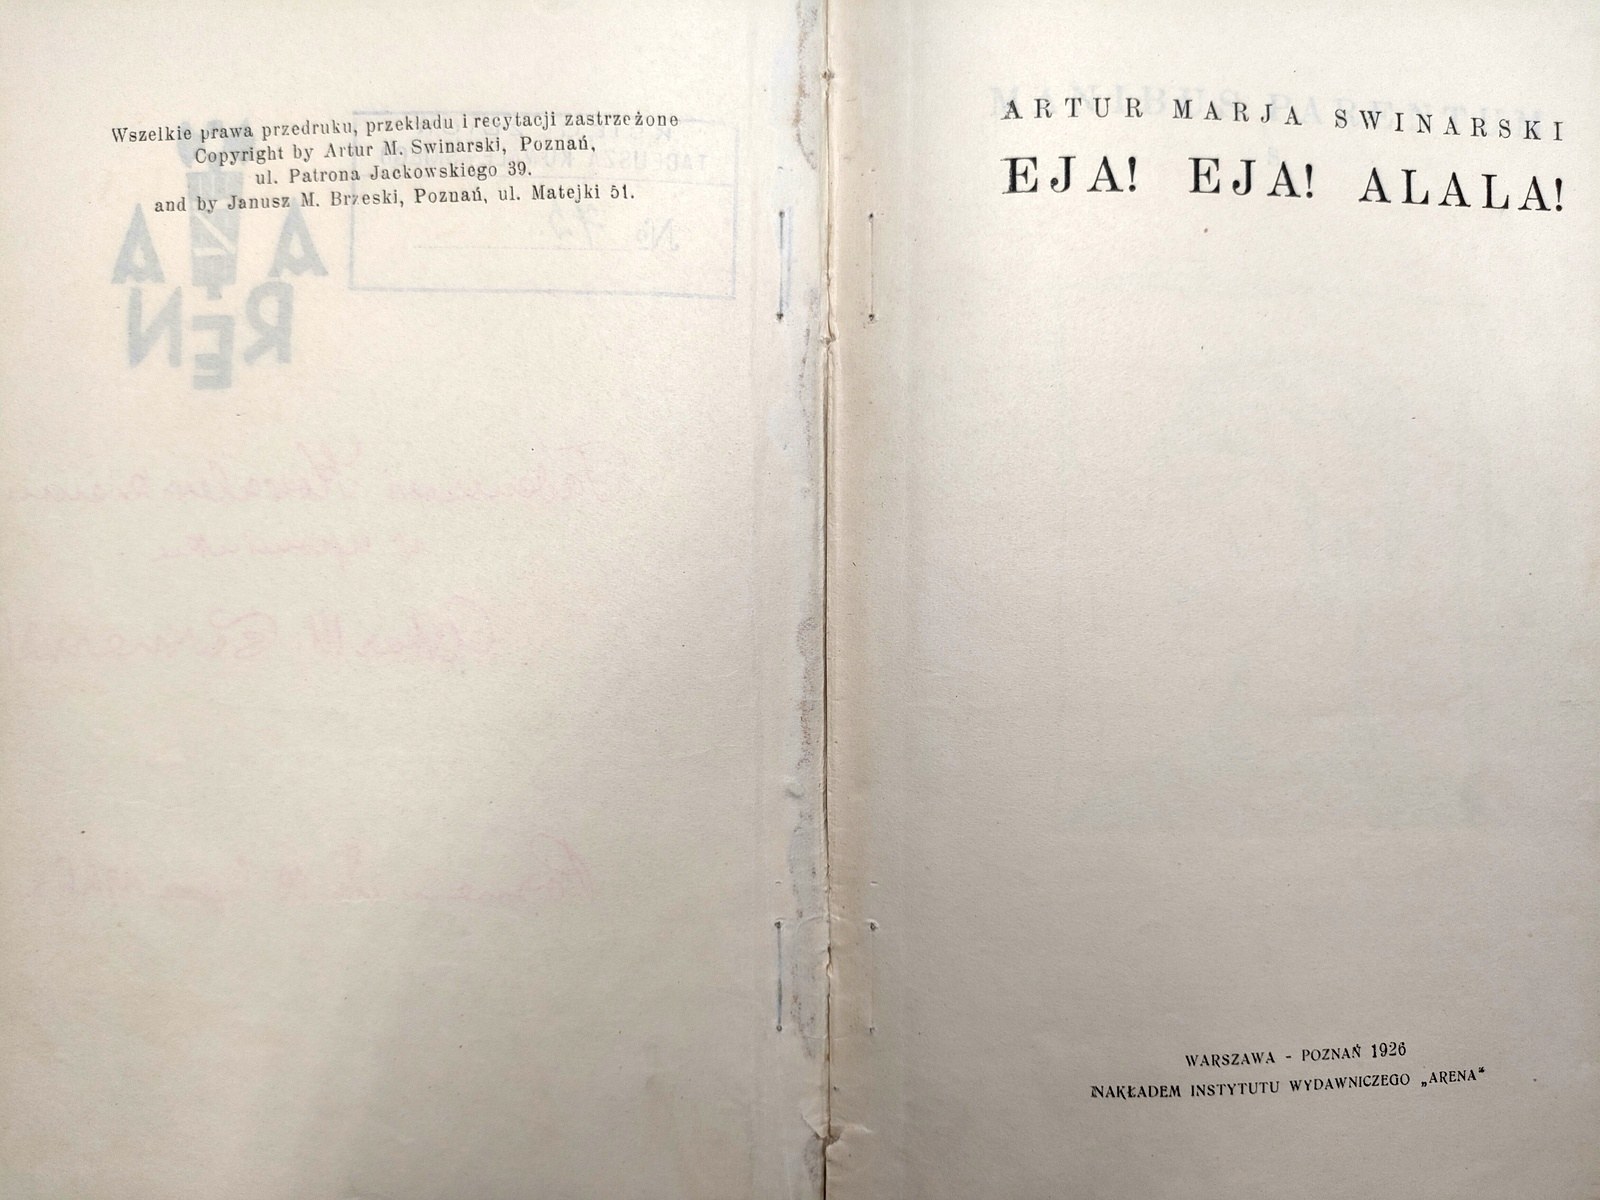 Wszelkie prawa przedruku, przekładu i recytacji zastrzeżone
Copyright by Artur M. Swinarski, Poznań,
ul. Patrona Jackowskiego 39.
and by Janusz M. Brzeski, Poznań, ul. Matejki 51.
ARTUR MARJA SWINARSKI
EJA! EJA! ALALA!
WARSZAWA - POZNAŃ 1926
NAKŁADEM INSTYTUTU WYDAWNICZEGO „ARENA“